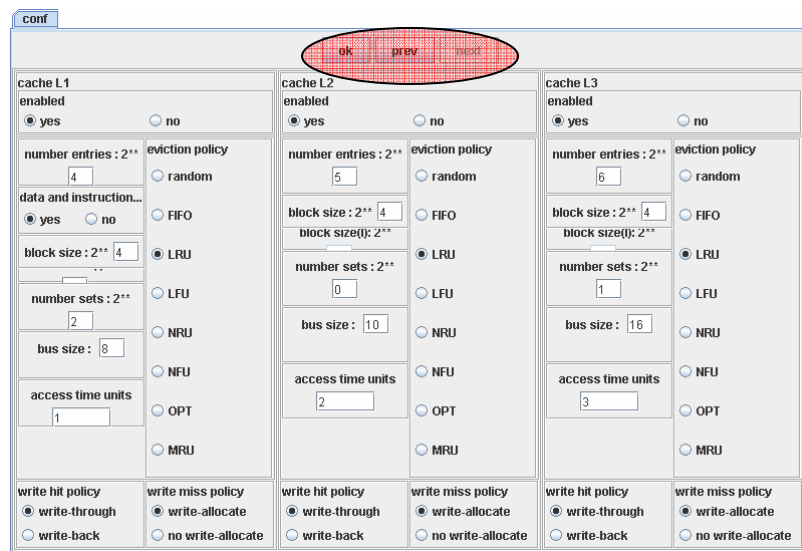 conf
ok prev next
cache L1
enabled
yes no
number entries : 2**
4
data and instruction...
yes no
block size : 2** 4
number sets : 2**
2
bus size : 8
access time units
1
eviction policy
random
FIFO
LRU
LFU
NRU
NFU
OPT
MRU
write hit policy
write-through
write-back
write miss policy
write-allocate
no write-allocate
cache L2
enabled
yes no
number entries : 2**
5
block size : 2** 4
block size(I): 2**
number sets : 2**
0
bus size : 10
access time units
2
eviction policy
random
FIFO
LRU
LFU
NRU
NFU
OPT
MRU
write hit policy
write-through
write-back
write miss policy
write-allocate
no write-allocate
cache L3
enabled
yes no
number entries : 2**
6
block size : 2** 4
block size(I): 2**
number sets : 2**
1
bus size : 16
access time units
3
eviction policy
random
FIFO
LRU
LFU
NRU
NFU
OPT
MRU
write hit policy
write-through
write-back
write miss policy
write-allocate
no write-allocate